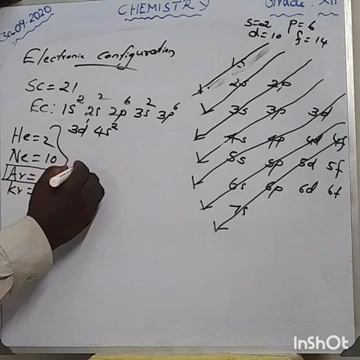 30.09.2020
CHEMISTRY
Grade: XII
s=2 p=6
d=10 f=14
Electronic configuration
Sc=21
Ec: 1s² 2s² 2p⁶ 3s² 3p⁶
3d¹ 4s²
He=2
Ne=10
Ar=
Kr=
1s
2s 2p
3s 3p 3d
4s 4p 4d 4f
5s 5p 5d 5f
6s 6p 6d 6f
7s
InShOt